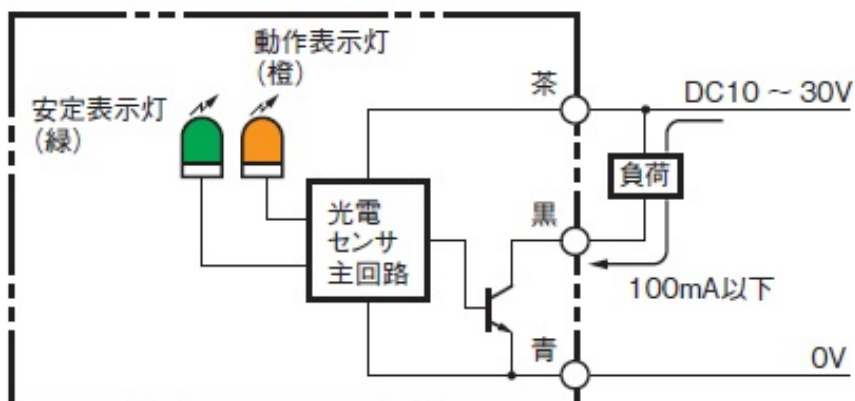 動作表示灯
(橙)
安定表示灯
(緑)
茶
DC10 ～ 30V
負荷
光電
センサ
主回路
黒
100mA以下
青
0V